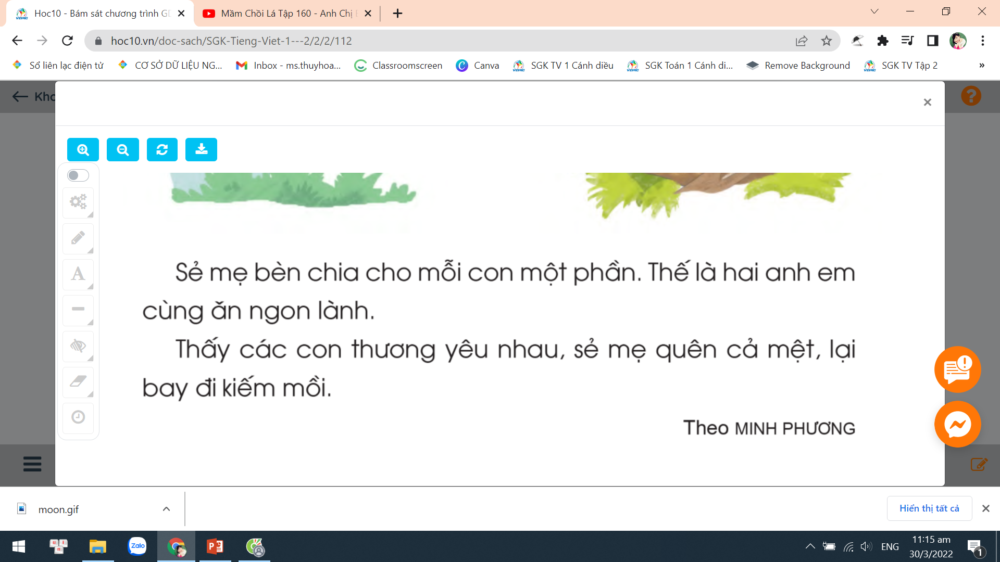 Hoc10 - Bám sát chương trình GD
Mầm Chồi Lá Tập 160 - Anh Chị
hoc10.vn/doc-sach/SGK-Tieng-Viet-1---2/2/2/112
Sổ liên lạc điện tử
CƠ SỞ DỮ LIỆU NG...
Inbox - ms.thuyhoa...
Classroomscreen
Canva
SGK TV 1 Cánh diều
SGK Toán 1 Cánh di...
Remove Background
SGK TV Tập 2
Kho
Sẻ mẹ bèn chia cho mỗi con một phần. Thế là hai anh em
cùng ăn ngon lành.
Thấy các con thương yêu nhau, sẻ mẹ quên cả mệt, lại
bay đi kiếm mồi.
Theo MINH PHƯƠNG
moon.gif
Hiển thị tất cả
Zalo
ENG
11:15 am
30/3/2022
1